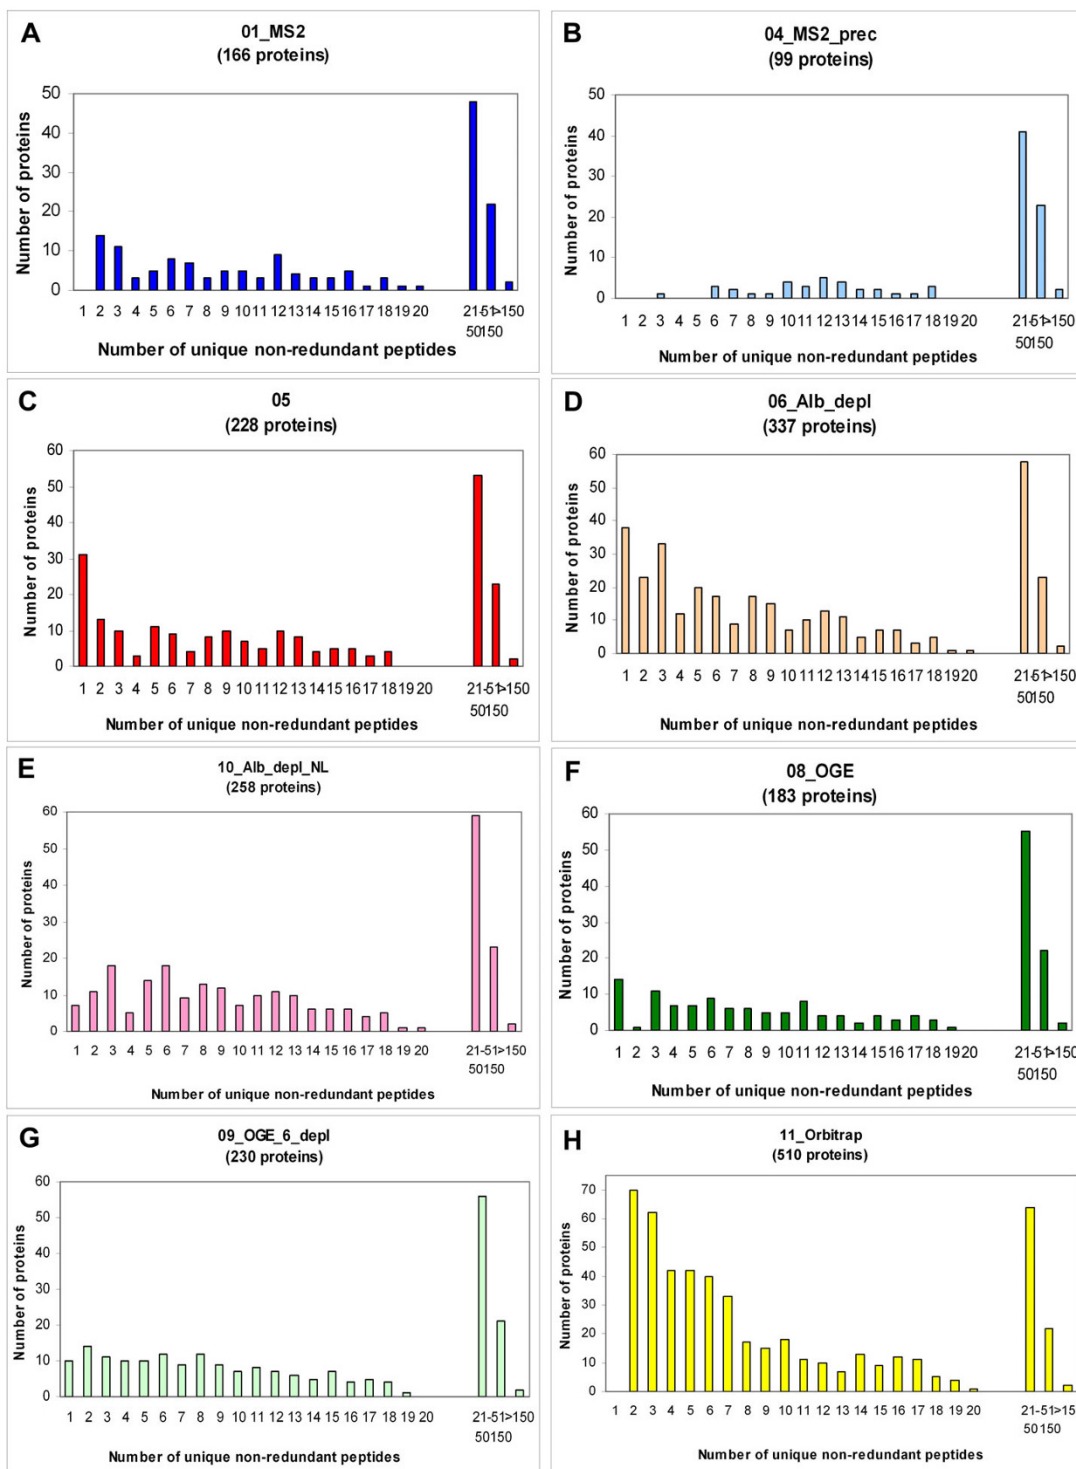 A
01_MS2
(166 proteins)
Number of proteins
50
40
30
20
10
0
1 2 3 4 5 6 7 8 9 10 11 12 13 14 15 16 17 18 19 20 21-51->150
50150
Number of unique non-redundant peptides
B
04_MS2_prec
(99 proteins)
Number of proteins
50
40
30
20
10
0
1 2 3 4 5 6 7 8 9 10 11 12 13 14 15 16 17 18 20 21-51->150
50150
Number of unique non-redundant peptides
C
05
(228 proteins)
Number of proteins
60
50
40
30
20
10
0
1 2 3 4 5 6 7 8 9 10 11 12 13 14 15 16 17 18 19 20 21-51->150
50150
Number of unique non-redundant peptides
D
06_Alb_depl
(337 proteins)
Number of proteins
60
50
40
30
20
10
0
1 2 3 4 5 6 7 8 9 10 11 12 13 14 15 16 17 18 19 20 21-51->150
50150
Number of unique non-redundant peptides
E
10_Alb_depl_NL
(258 proteins)
Number of proteins
60
50
40
30
20
10
0
1 2 3 4 5 6 7 8 9 10 11 12 13 14 15 16 17 18 19 20 21-51->150
50150
Number of unique non-redundant peptides
F
08_OGE
(183 proteins)
Number of proteins
60
50
40
30
20
10
0
1 2 3 4 5 6 7 8 9 10 11 12 13 14 15 16 17 18 19 20 21-51->150
50150
Number of unique non-redundant peptides
G
09_OGE_6_depl
(230 proteins)
Number of proteins
60
50
40
30
20
10
0
1 2 3 4 5 6 7 8 9 10 11 12 13 14 15 16 17 18 19 20 21-51->150
50150
Number of unique non-redundant peptides
H
11_Orbitrap
(510 proteins)
Number of proteins
70
60
50
40
30
20
10
0
1 2 3 4 5 6 7 8 9 10 11 12 13 14 15 16 17 18 19 20 21-51->150
50150
Number of unique non-redundant peptides